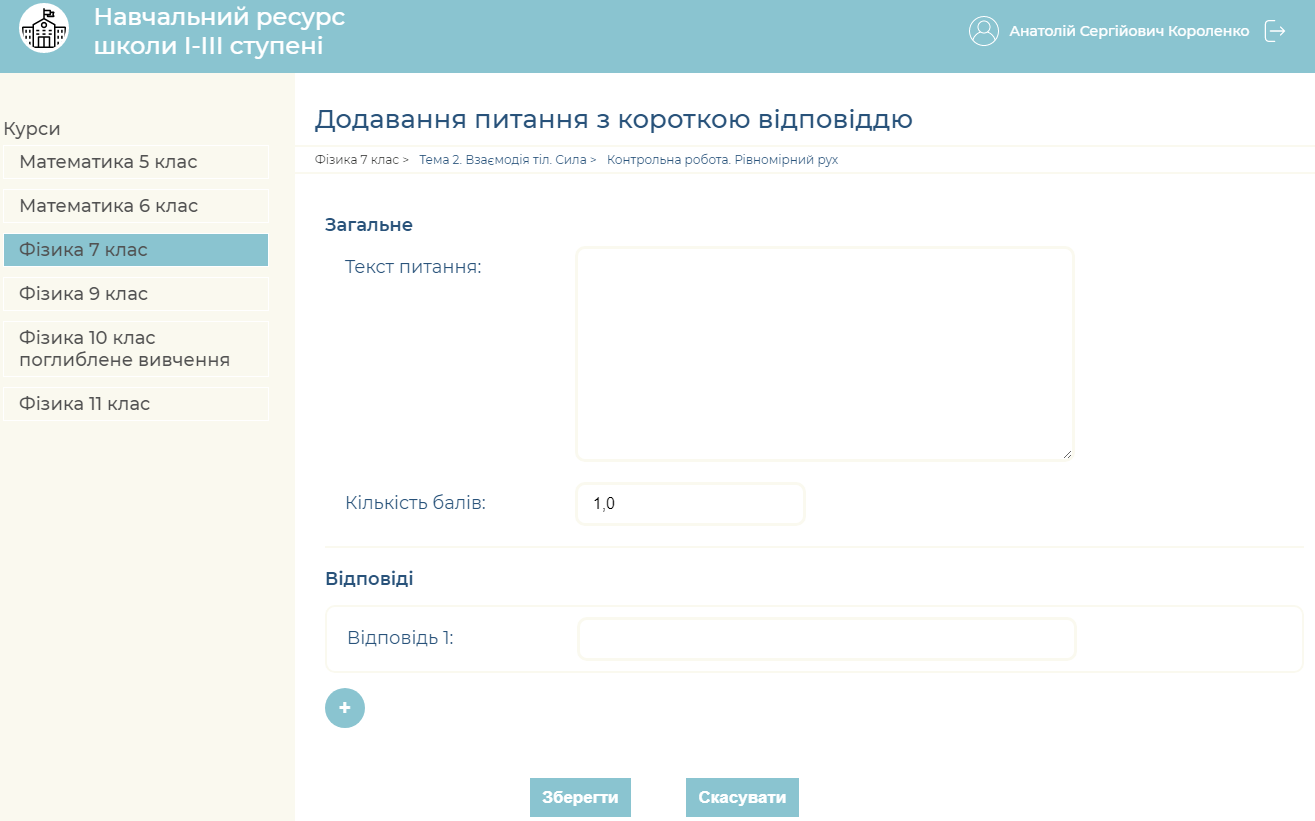 Навчальний ресурс
школи І-ІІІ ступені
Анатолій Сергійович Короленко
Курси
Математика 5 клас
Математика 6 клас
Фізика 7 клас
Фізика 9 клас
Фізика 10 клас
поглиблене вивчення
Фізика 11 клас
Додавання питання з короткою відповіддю
Фізика 7 клас > Тема 2. Взаємодія тіл. Сила > Контрольна робота. Рівномірний рух
Загальне
Текст питання:
Кількість балів:
1,0
Відповіді
Відповідь 1:
+
Зберегти
Скасувати